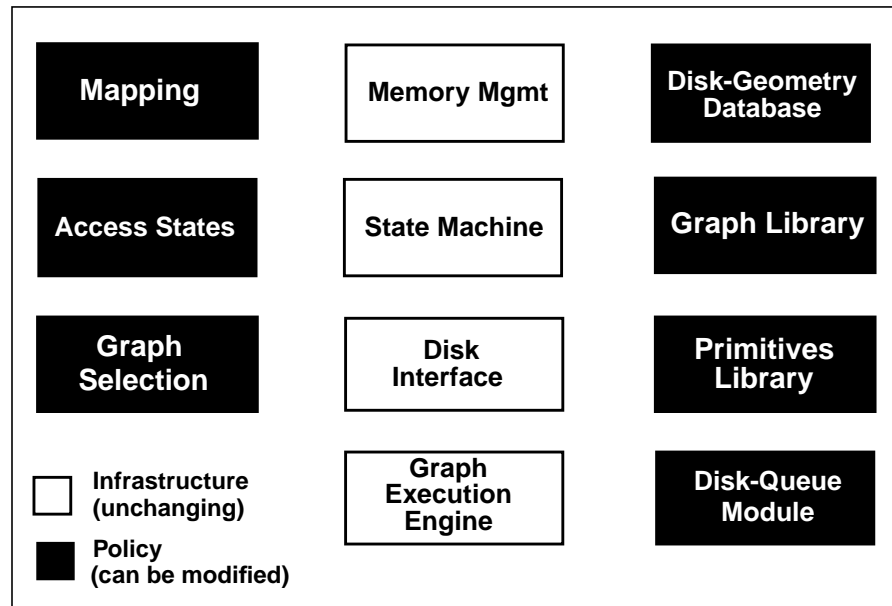 Mapping
Memory Mgmt
Disk-Geometry
Database
Access States
State Machine
Graph Library
Graph
Selection
Disk
Interface
Primitives
Library
Graph
Execution
Engine
Disk-Queue
Module
Infrastructure
(unchanging)
Policy
(can be modified)